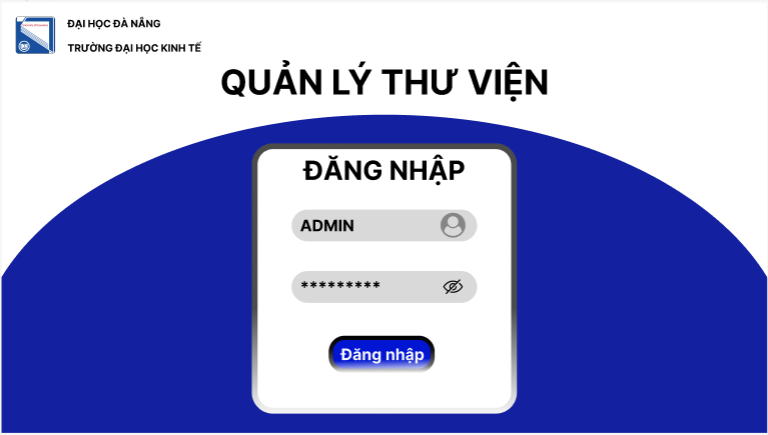 ĐẠI HỌC ĐÀ NẴNG
TRƯỜNG ĐẠI HỌC KINH TẾ
QUẢN LÝ THƯ VIỆN
ĐĂNG NHẬP
ADMIN
*********
Đăng nhập